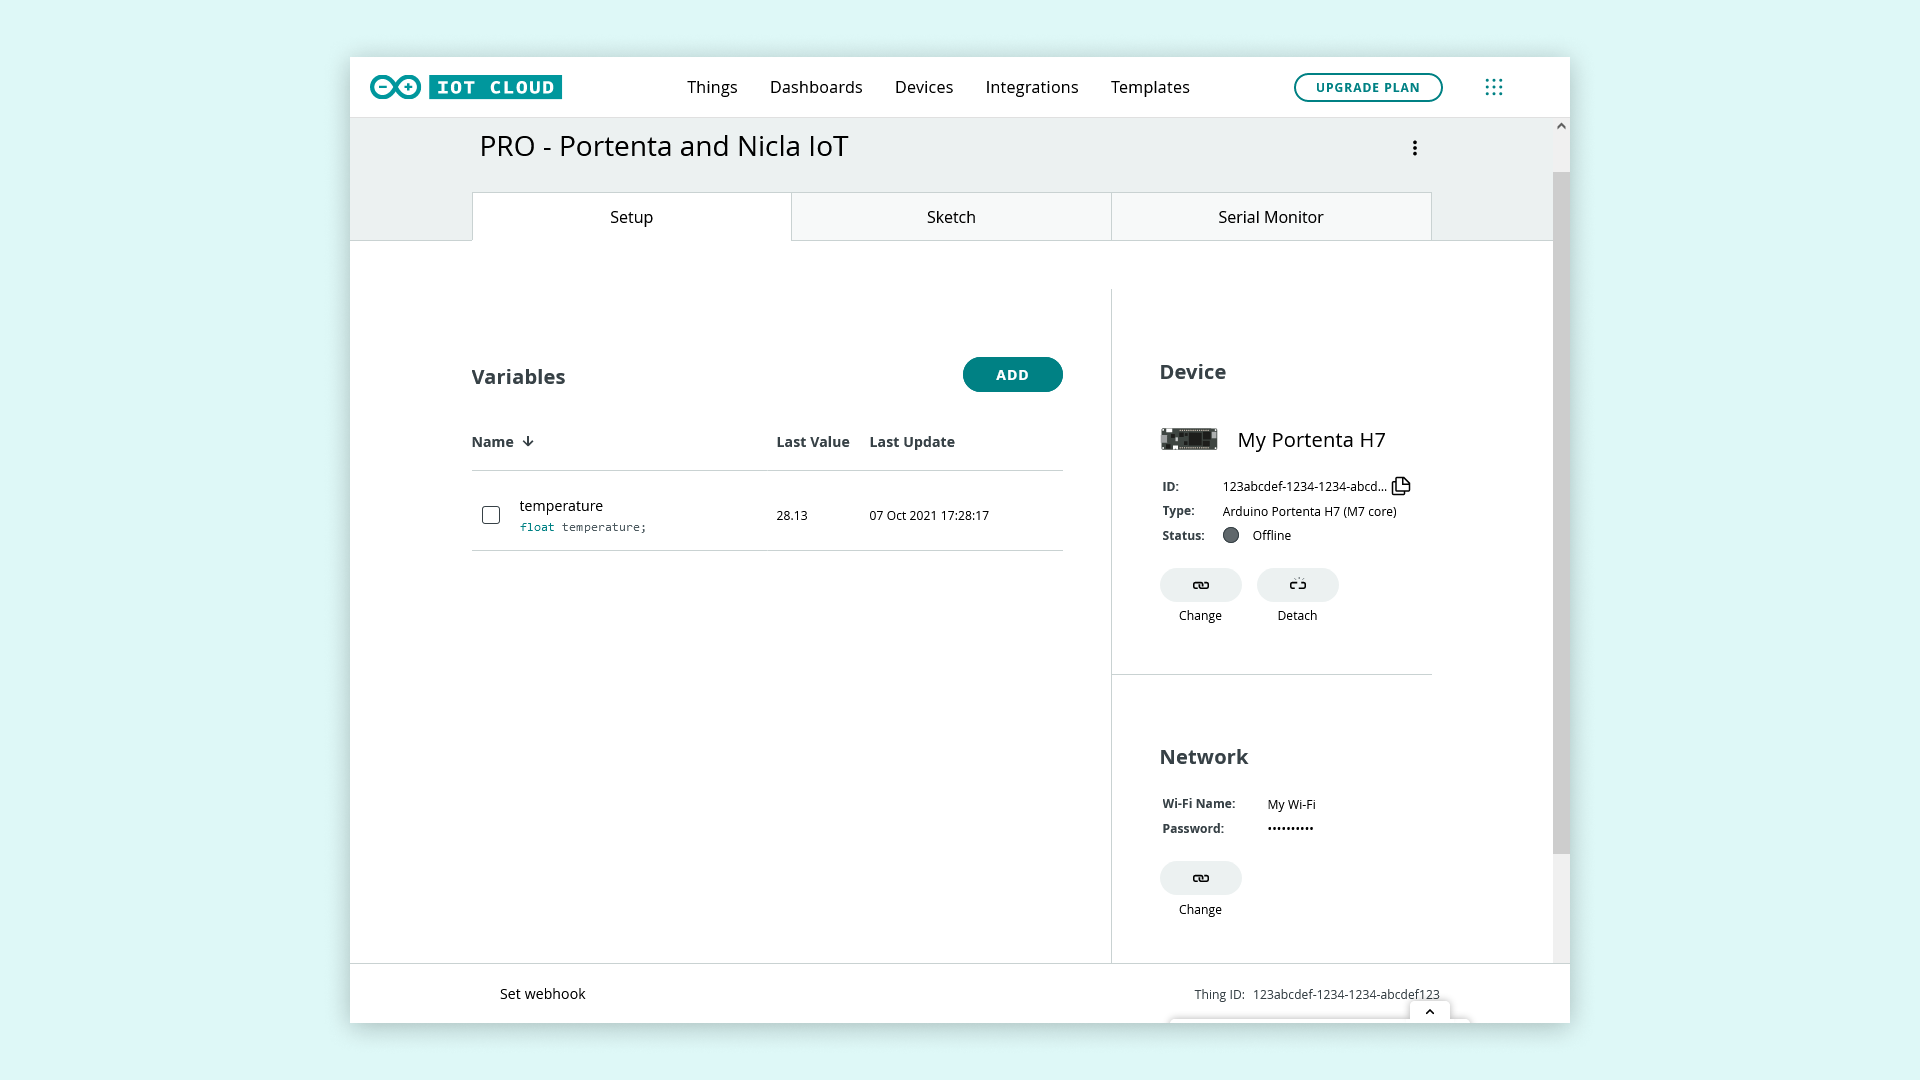 IOT CLOUD
Things Dashboards Devices Integrations Templates
UPGRADE PLAN
PRO - Portenta and Nicla IoT
Setup Sketch Serial Monitor
Variables
ADD
Name Last Value Last Update
temperature
float temperature;
28.13 07 Oct 2021 17:28:17
Device
My Portenta H7
ID: 123abcdef-1234-1234-abcd...
Type: Arduino Portenta H7 (M7 core)
Status: Offline
Change Detach
Network
Wi-Fi Name: My Wi-Fi
Password: ••••••••••
Change
Set webhook
Thing ID: 123abcdef-1234-1234-abcdef123